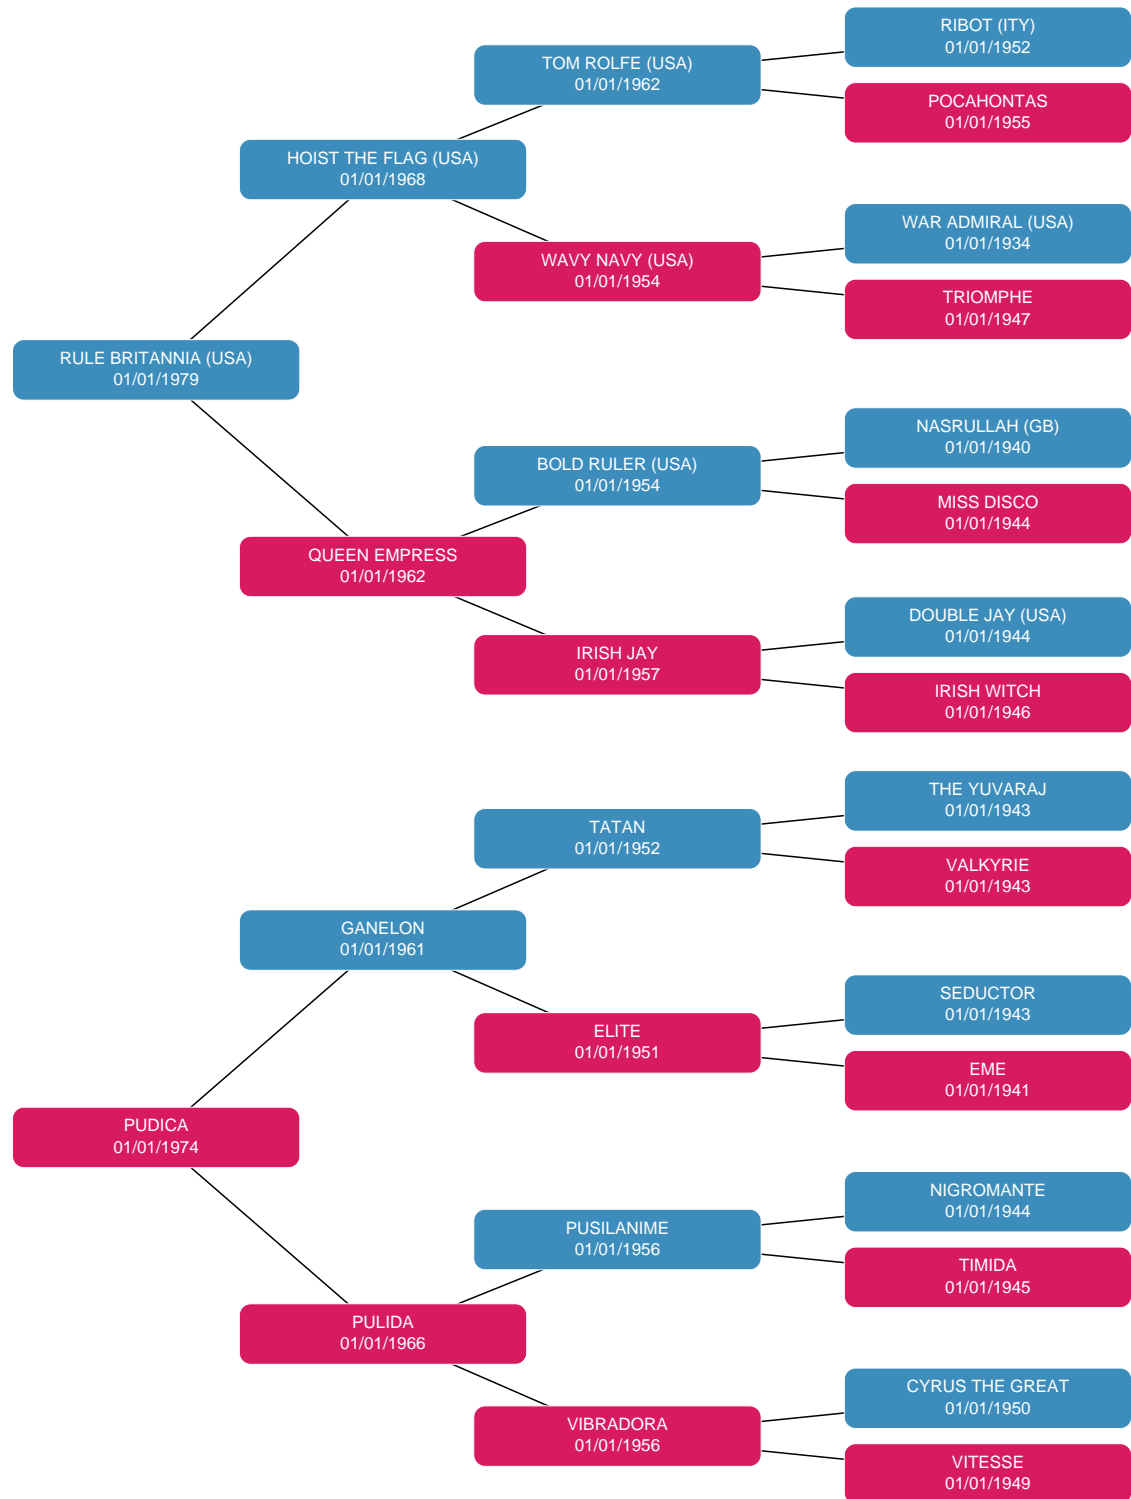 RIBOT (ITY)
01/01/1952
TOM ROLFE (USA)
01/01/1962
POCAHONTAS
01/01/1955
HOIST THE FLAG (USA)
01/01/1968
WAR ADMIRAL (USA)
01/01/1934
WAVY NAVY (USA)
01/01/1954
TRIOMPHE
01/01/1947
RULE BRITANNIA (USA)
01/01/1979
NASRULLAH (GB)
01/01/1940
BOLD RULER (USA)
01/01/1954
MISS DISCO
01/01/1944
QUEEN EMPRESS
01/01/1962
DOUBLE JAY (USA)
01/01/1944
IRISH JAY
01/01/1957
IRISH WITCH
01/01/1946
THE YUVARAJ
01/01/1943
TATAN
01/01/1952
VALKYRIE
01/01/1943
GANELON
01/01/1961
SEDUCTOR
01/01/1943
ELITE
01/01/1951
EME
01/01/1941
PUDICA
01/01/1974
NIGROMANTE
01/01/1944
PUSILANIME
01/01/1956
TIMIDA
01/01/1945
PULIDA
01/01/1966
CYRUS THE GREAT
01/01/1950
VIBRADORA
01/01/1956
VITESSE
01/01/1949